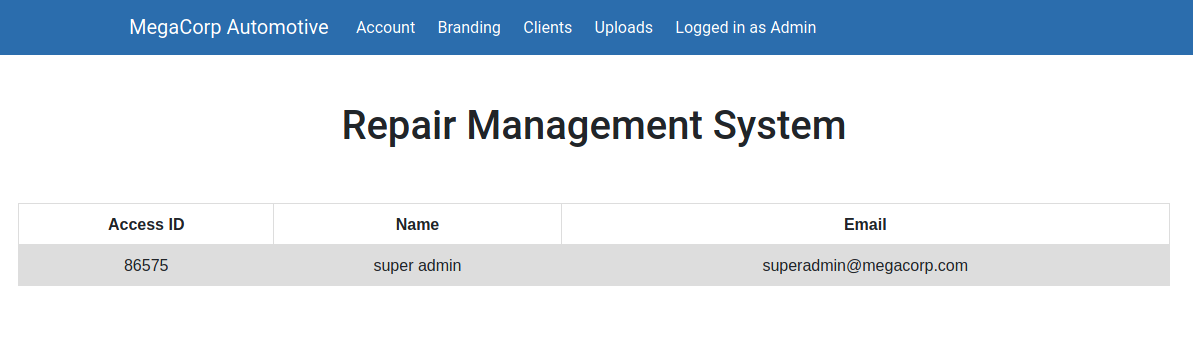 MegaCorp Automotive Account Branding Clients Uploads Logged in as Admin
Repair Management System
Access ID Name Email
86575 super admin superadmin@megacorp.com